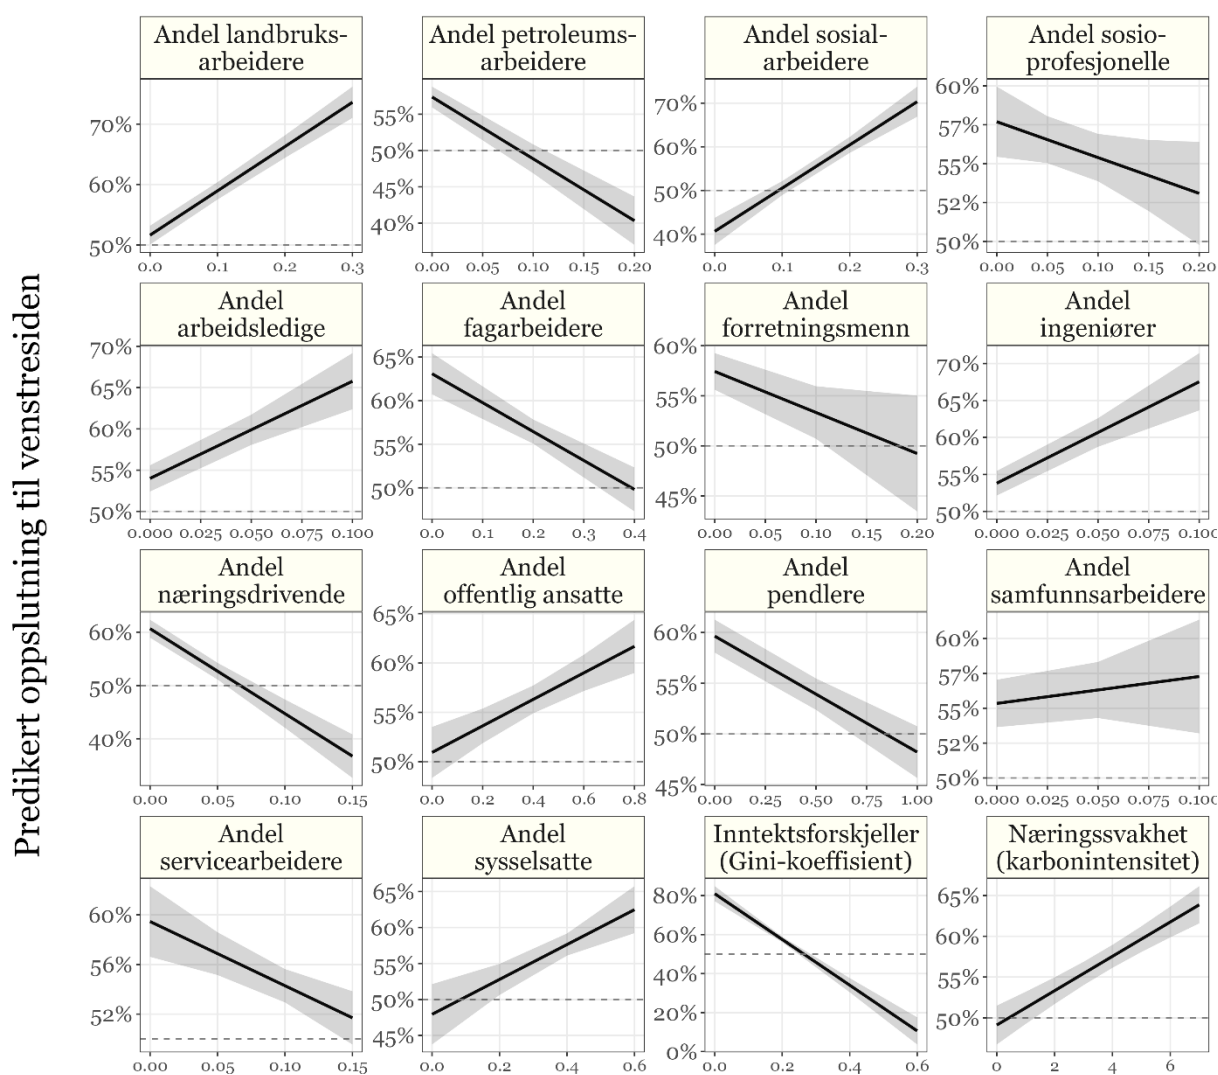 Predikert oppslutning til venstresiden
Andel landbruks-
arbeidere
70%
60%
50%
0.0 0.1 0.2 0.3
Andel petroleums-
arbeidere
55%
50%
45%
40%
0.00 0.05 0.10 0.15 0.20
Andel sosial-
arbeidere
70%
60%
50%
40%
0.0 0.1 0.2 0.3
Andel sosio-
profesjonelle
60%
57%
55%
52%
50%
0.00 0.05 0.10 0.15 0.20
Andel
arbeidsledige
70%
65%
60%
55%
50%
0.000 0.025 0.050 0.075 0.100
Andel
fagarbeidere
65%
60%
55%
50%
0.0 0.1 0.2 0.3 0.4
Andel
forretningsmenn
60%
55%
50%
45%
0.00 0.05 0.10 0.15 0.20
Andel
ingeniører
70%
65%
60%
55%
50%
0.000 0.025 0.050 0.075 0.100
Andel
næringsdrivende
60%
50%
40%
0.00 0.05 0.10 0.15
Andel
offentlig ansatte
65%
60%
55%
50%
0.0 0.2 0.4 0.6 0.8
Andel
pendlere
60%
55%
50%
45%
0.00 0.25 0.50 0.75 1.00
Andel
samfunnsarbeidere
60%
57%
55%
52%
50%
0.000 0.025 0.050 0.075 0.100
Andel
servicearbeidere
60%
56%
52%
0.00 0.05 0.10 0.15
Andel
sysselsatte
65%
60%
55%
50%
45%
0.0 0.2 0.4 0.6
Inntektsforskjeller
(Gini-koeffisient)
80%
60%
40%
20%
0%
0.0 0.2 0.4 0.6
Næringssvakhet
(karbonintensitet)
65%
60%
55%
50%
0 2 4 6